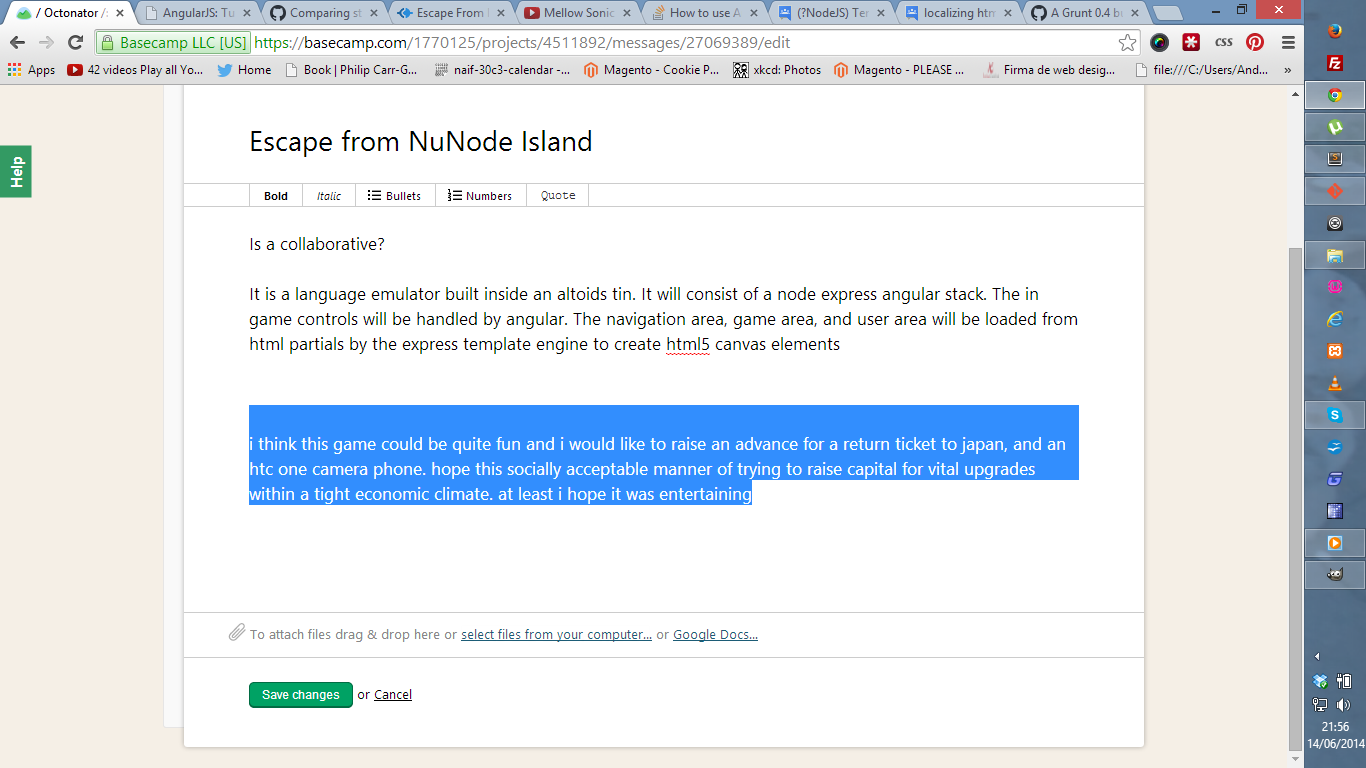 / Octonator /
AngularJS: Tu
Comparing st
Escape From I
Mellow Sonic
How to use A
(?NodeJS) Ter
localizing htm
A Grunt 0.4 bu
Basecamp LLC [US] https://basecamp.com/1770125/projects/4511892/messages/27069389/edit
css
Apps
42 videos Play all Yo...
Home
Book | Philip Carr-G...
naif-30c3-calendar -...
Magento - Cookie P...
xkcd: Photos
Magento - PLEASE ...
Firma de web desig...
file:///C:/Users/And...
»
Help
Escape from NuNode Island
Bold Italic Bullets Numbers Quote
Is a collaborative?
It is a language emulator built inside an altoids tin. It will consist of a node express angular stack. The in
game controls will be handled by angular. The navigation area, game area, and user area will be loaded from
html partials by the express template engine to create html5 canvas elements
i think this game could be quite fun and i would like to raise an advance for a return ticket to japan, and an
htc one camera phone. hope this socially acceptable manner of trying to raise capital for vital upgrades
within a tight economic climate. at least i hope it was entertaining
To attach files drag & drop here or select files from your computer... or Google Docs...
Save changes or Cancel
21:56
14/06/2014